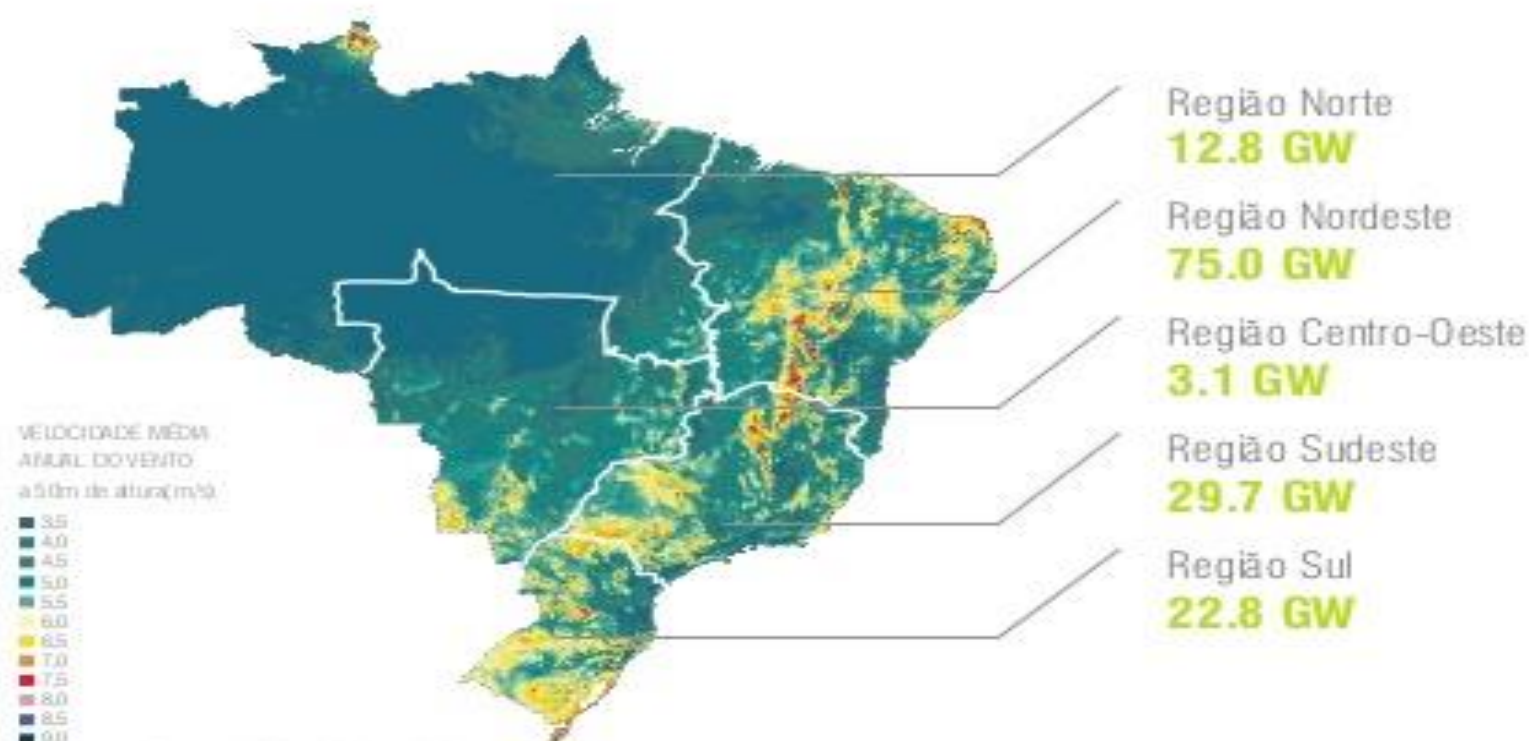 Região Norte
12.8 GW
Região Nordeste
75.0 GW
Região Centro-Oeste
3.1 GW
Região Sudeste
29.7 GW
Região Sul
22.8 GW
VELOCIDADE MÉDIA
ANUAL DO VENTO
a 50m de altura(m/s)
3.5
4.0
4.5
5.0
5.5
6.0
6.5
7.0
7.5
8.0
8.5
9.0